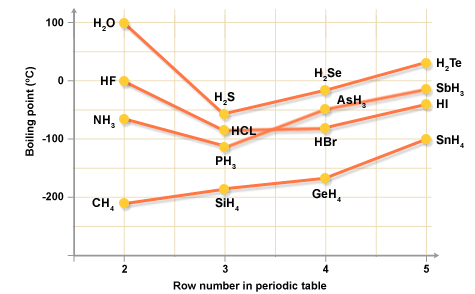 Boiling point (ºC)
100
0
-100
-200
H₂O
HF
NH₃
CH₄
H₂S
HCL
PH₃
SiH₄
H₂Se
AsH₃
HBr
GeH₄
H₂Te
SbH₃
HI
SnH₄
2 3 4 5
Row number in periodic table